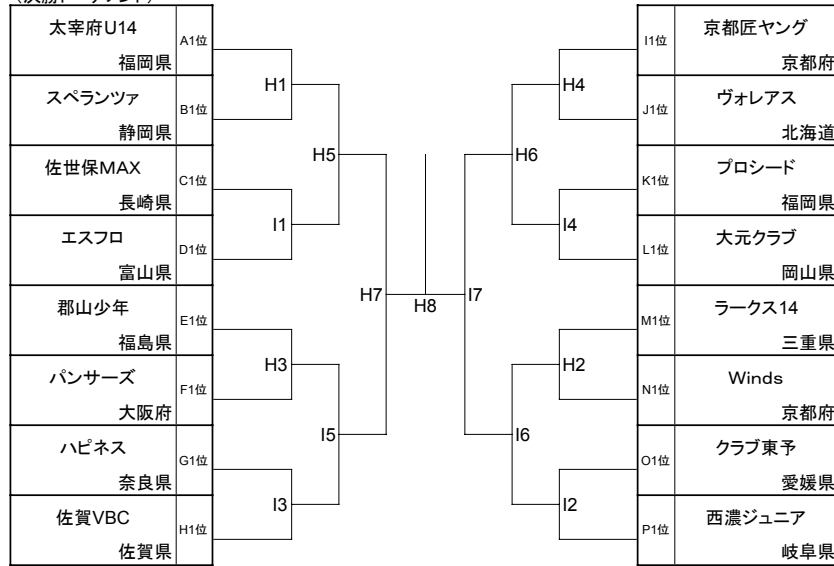 太宰府U14
A1位
福岡県
スペランツァ
B1位
静岡県
佐世保MAX
C1位
長崎県
エスフロ
D1位
富山県
郡山少年
E1位
福島県
パンサーズ
F1位
大阪府
ハピネス
G1位
奈良県
佐賀VBC
H1位
佐賀県
H1
I1
H3
I3
H5
I5
H7
H8
I7
H6
I6
H4
I4
H2
I2
I1位
京都匠ヤング
京都府
J1位
ヴォレアス
北海道
K1位
プロシード
福岡県
L1位
大元クラブ
岡山県
M1位
ラークス14
三重県
N1位
Winds
京都府
O1位
クラブ東予
愛媛県
P1位
西濃ジュニア
岐阜県